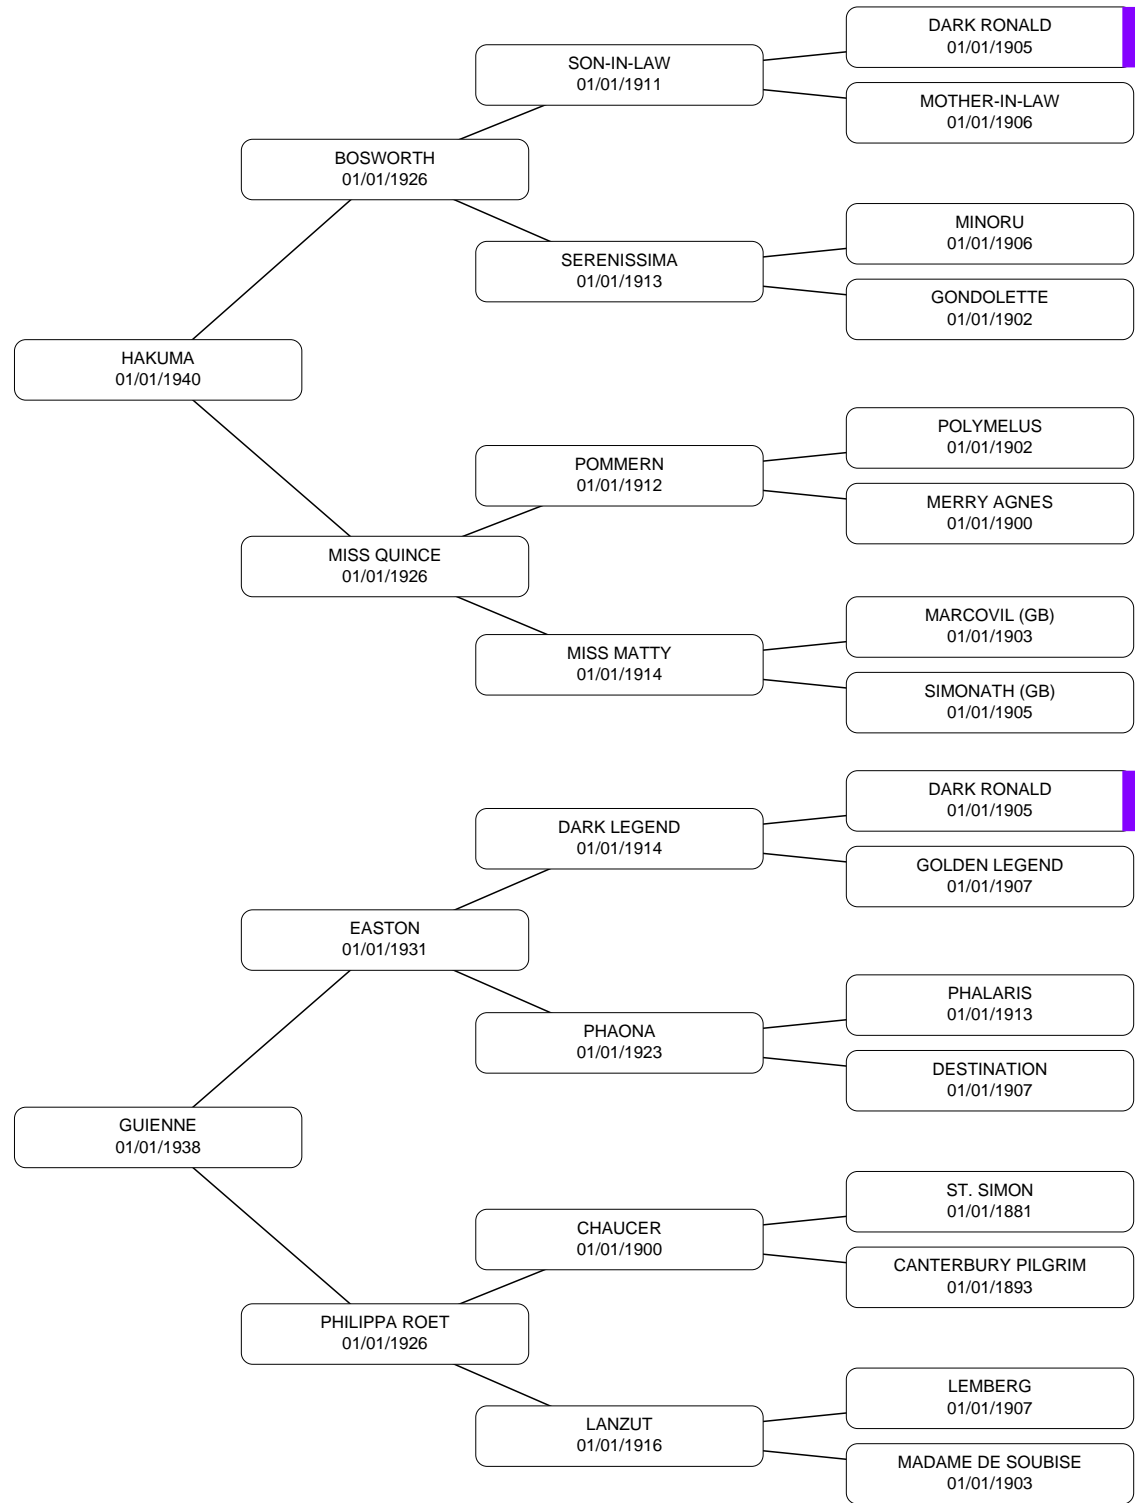 DARK RONALD
01/01/1905
SON-IN-LAW
01/01/1911
MOTHER-IN-LAW
01/01/1906
BOSWORTH
01/01/1926
MINORU
01/01/1906
SERENISSIMA
01/01/1913
GONDOLETTE
01/01/1902
HAKUMA
01/01/1940
POLYMELUS
01/01/1902
POMMERN
01/01/1912
MERRY AGNES
01/01/1900
MISS QUINCE
01/01/1926
MARCOVIL (GB)
01/01/1903
MISS MATTY
01/01/1914
SIMONATH (GB)
01/01/1905
DARK RONALD
01/01/1905
DARK LEGEND
01/01/1914
GOLDEN LEGEND
01/01/1907
EASTON
01/01/1931
PHALARIS
01/01/1913
PHAONA
01/01/1923
DESTINATION
01/01/1907
GUIENNE
01/01/1938
ST. SIMON
01/01/1881
CHAUCER
01/01/1900
CANTERBURY PILGRIM
01/01/1893
PHILIPPA ROET
01/01/1926
LEMBERG
01/01/1907
LANZUT
01/01/1916
MADAME DE SOUBISE
01/01/1903